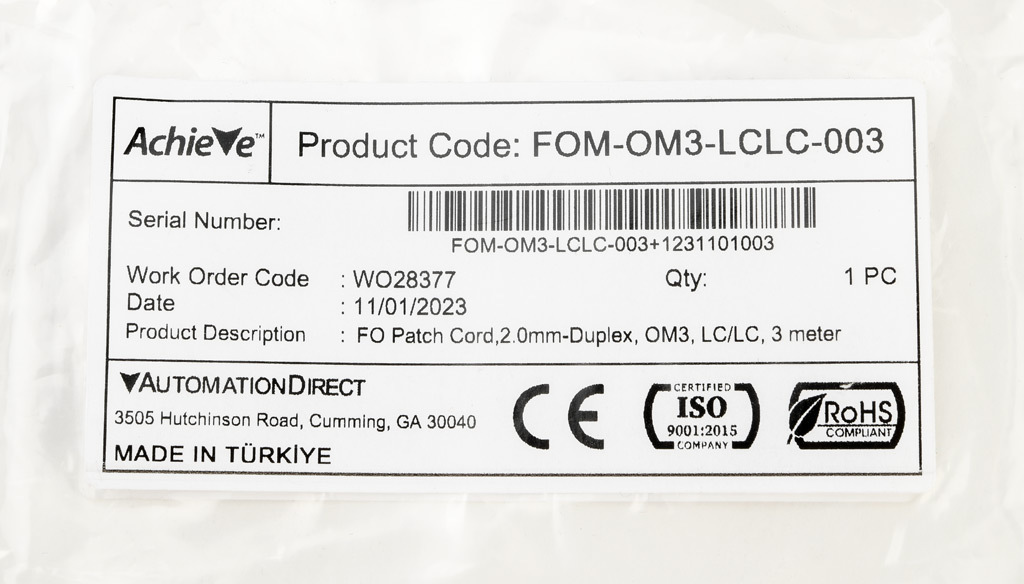 Achieve™
Product Code: FOM-OM3-LCLC-003
Serial Number:
FOM-OM3-LCLC-003+1231101003
Work Order Code : WO28377
Qty: 1 PC
Date : 11/01/2023
Product Description : FO Patch Cord,2.0mm-Duplex, OM3, LC/LC, 3 meter
AUTOMATIONDIRECT
3505 Hutchinson Road, Cumming, GA 30040
MADE IN TÜRKİYE
CE
CERTIFIED
ISO
9001:2015
COMPANY
RoHS
COMPLIANT